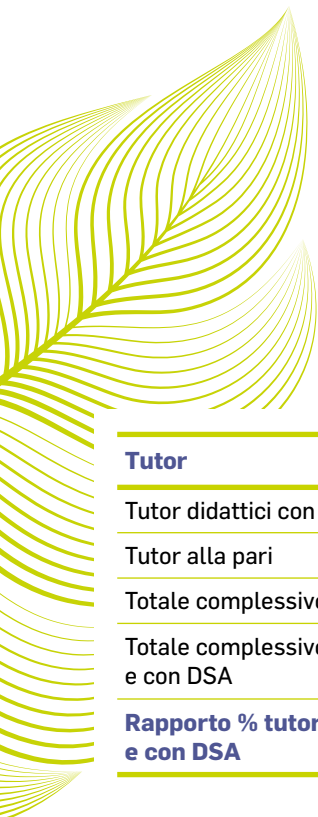 Tutor
Tutor didattici con
Tutor alla pari
Totale complessivo
Totale complessivo
e con DSA
Rapporto % tutor
e con DSA